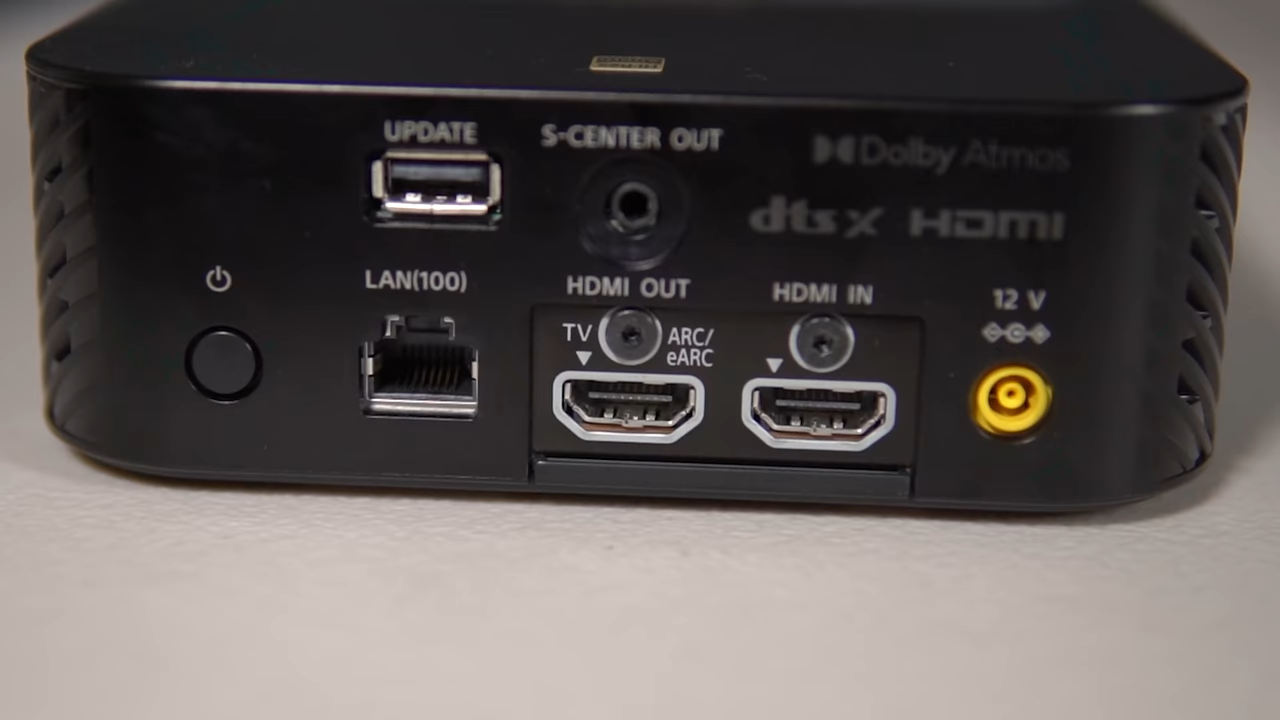 UPDATE
S-CENTER OUT
Dolby Atmos
dts X HDMI
LAN(100)
HDMI OUT
HDMI IN
12 V
TV
ARC/
eARC